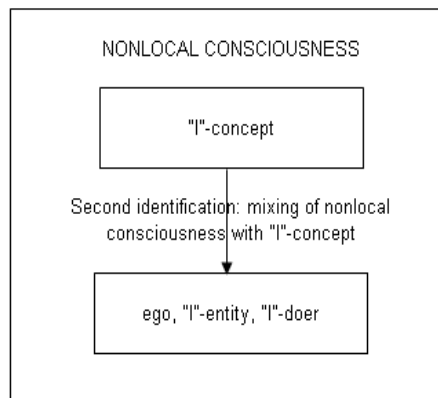 NONLOCAL CONSCIOUSNESS
"I"-concept
Second identification: mixing of nonlocal
consciousness with "I"-concept
ego, "I"-entity, "I"-doer